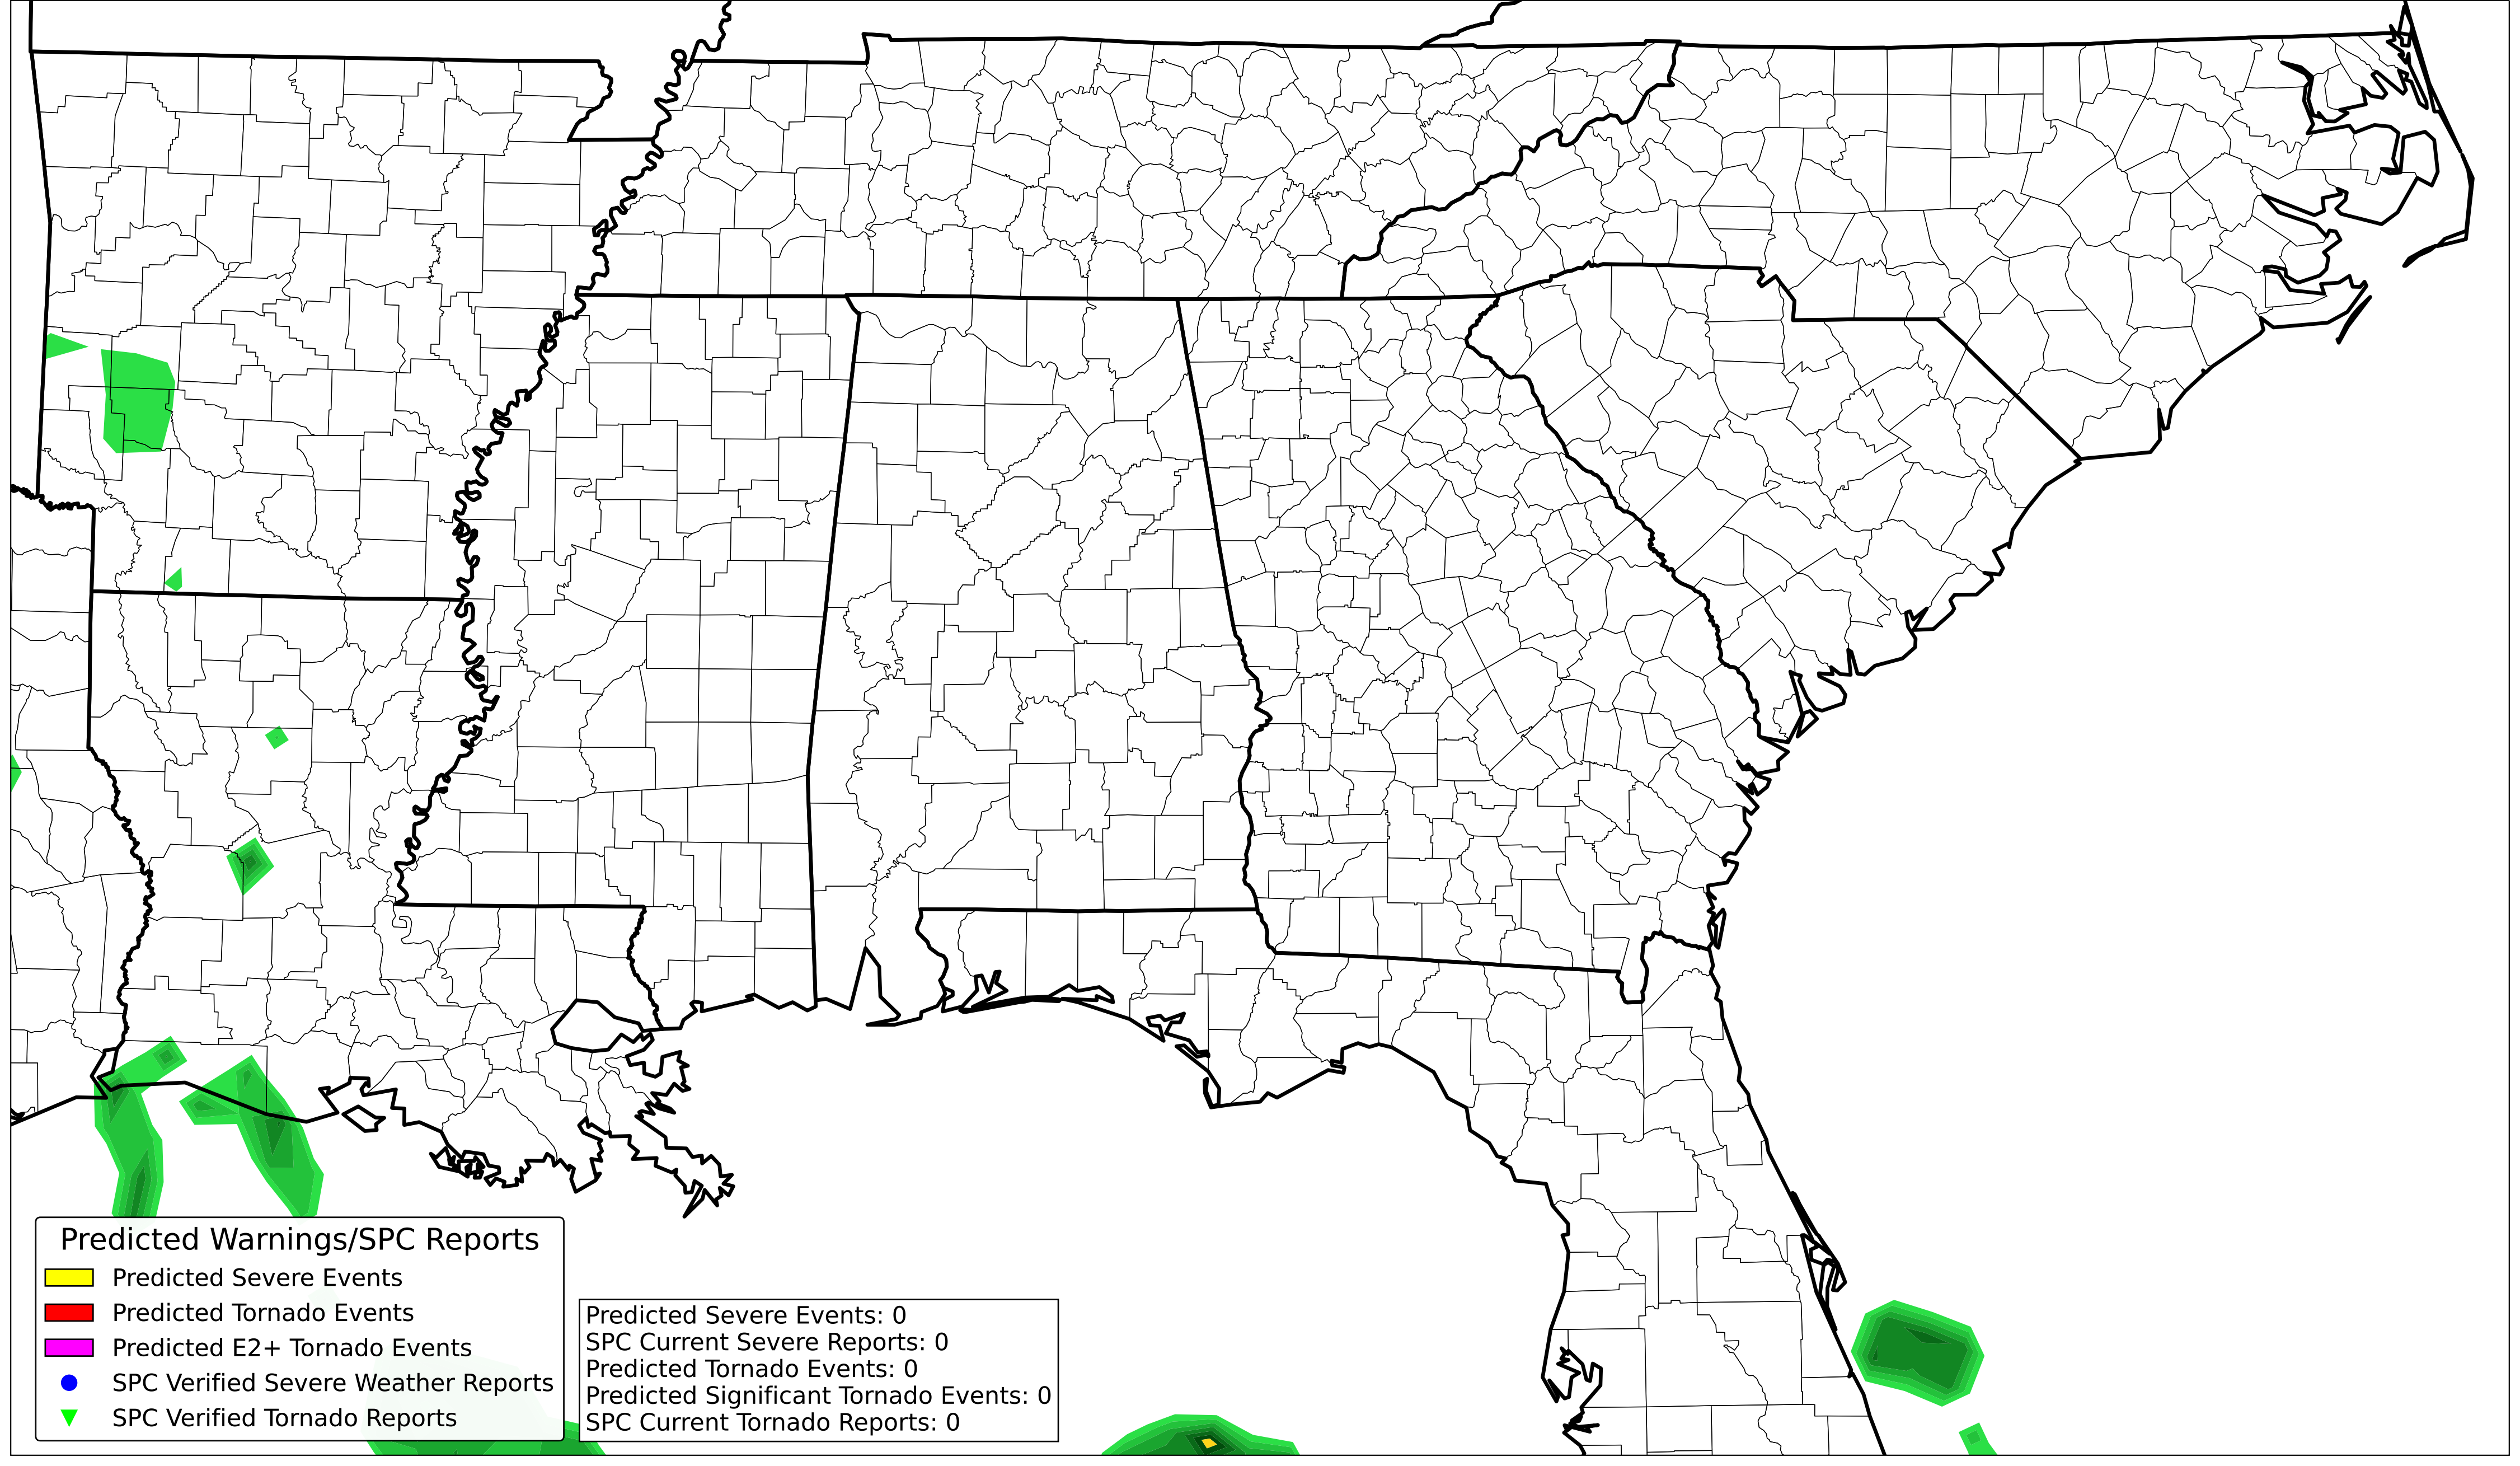 Predicted Warnings/SPC Reports
Predicted Severe Events
Predicted Tornado Events
Predicted E2+ Tornado Events
SPC Verified Severe Weather Reports
SPC Verified Tornado Reports
Predicted Severe Events: 0
SPC Current Severe Reports: 0
Predicted Tornado Events: 0
Predicted Significant Tornado Events: 0
SPC Current Tornado Reports: 0